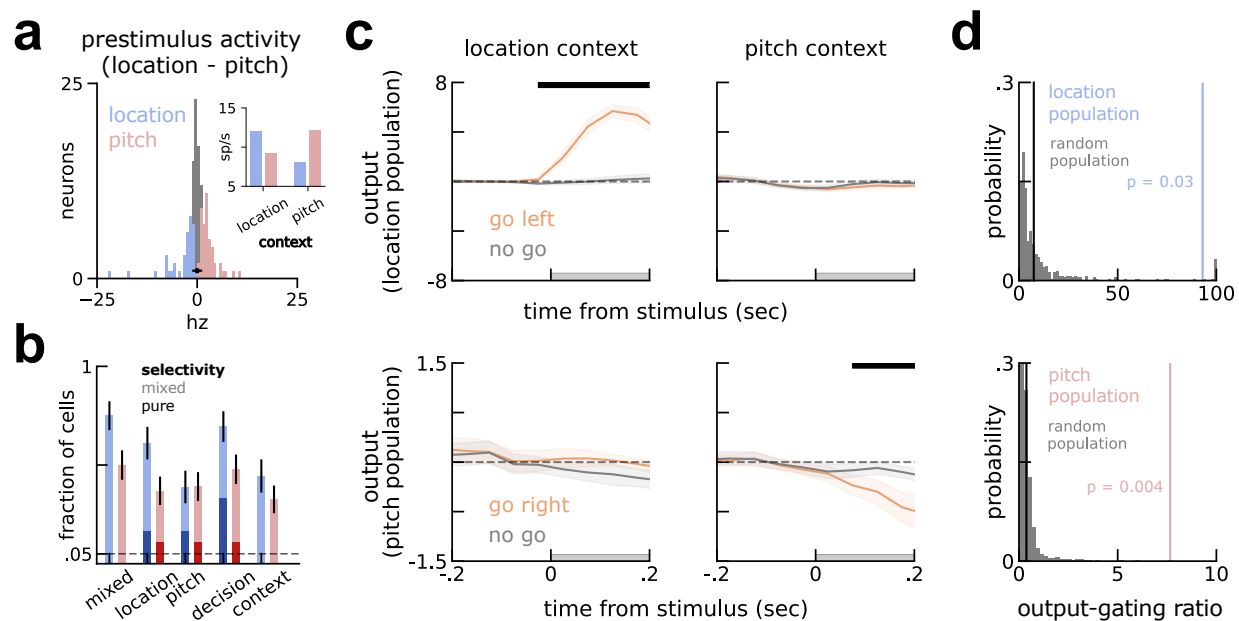 a
prestimulus activity
(location - pitch)
25
location
pitch
neurons
0
−25
0
25
hz
15
sp/s
5
location
pitch
context
b
1
selectivity
mixed
pure
fraction of cells
.05
mixed
location
pitch
decision
context
c
location context
pitch context
8
output
(location population)
go left
no go
-8
time from stimulus (sec)
1.5
output
(pitch population)
go right
no go
-1.5
-.2
0
.2
-.2
0
.2
time from stimulus (sec)
d
.3
location
population
random
population
p = 0.03
probability
0
50
100
.3
pitch
population
random
population
p = 0.004
probability
0
5
10
output-gating ratio